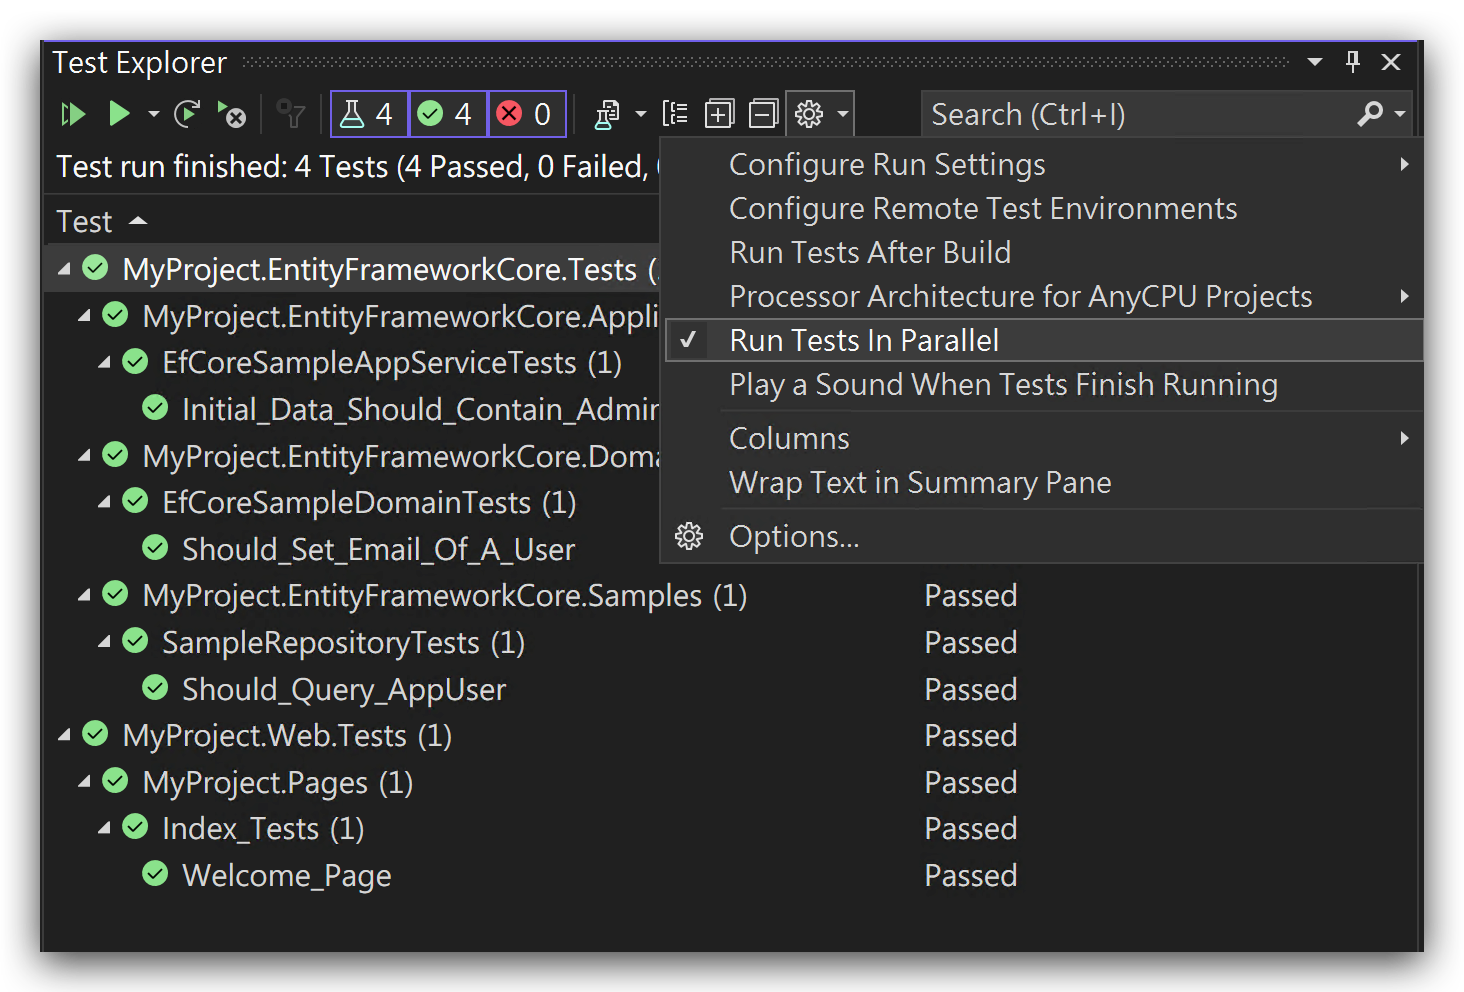 Test Explorer
4 4 0
Search (Ctrl+I)
Test run finished: 4 Tests (4 Passed, 0 Failed,
Test
Configure Run Settings
Configure Remote Test Environments
Run Tests After Build
Processor Architecture for AnyCPU Projects
Run Tests In Parallel
Play a Sound When Tests Finish Running
Columns
Wrap Text in Summary Pane
Options...
MyProject.EntityFrameworkCore.Tests (
MyProject.EntityFrameworkCore.Appli
EfCoreSampleAppServiceTests (1)
Initial_Data_Should_Contain_Admin
MyProject.EntityFrameworkCore.Doma
EfCoreSampleDomainTests (1)
Should_Set_Email_Of_A_User
MyProject.EntityFrameworkCore.Samples (1) Passed
SampleRepositoryTests (1) Passed
Should_Query_AppUser Passed
MyProject.Web.Tests (1) Passed
MyProject.Pages (1) Passed
Index_Tests (1) Passed
Welcome_Page Passed